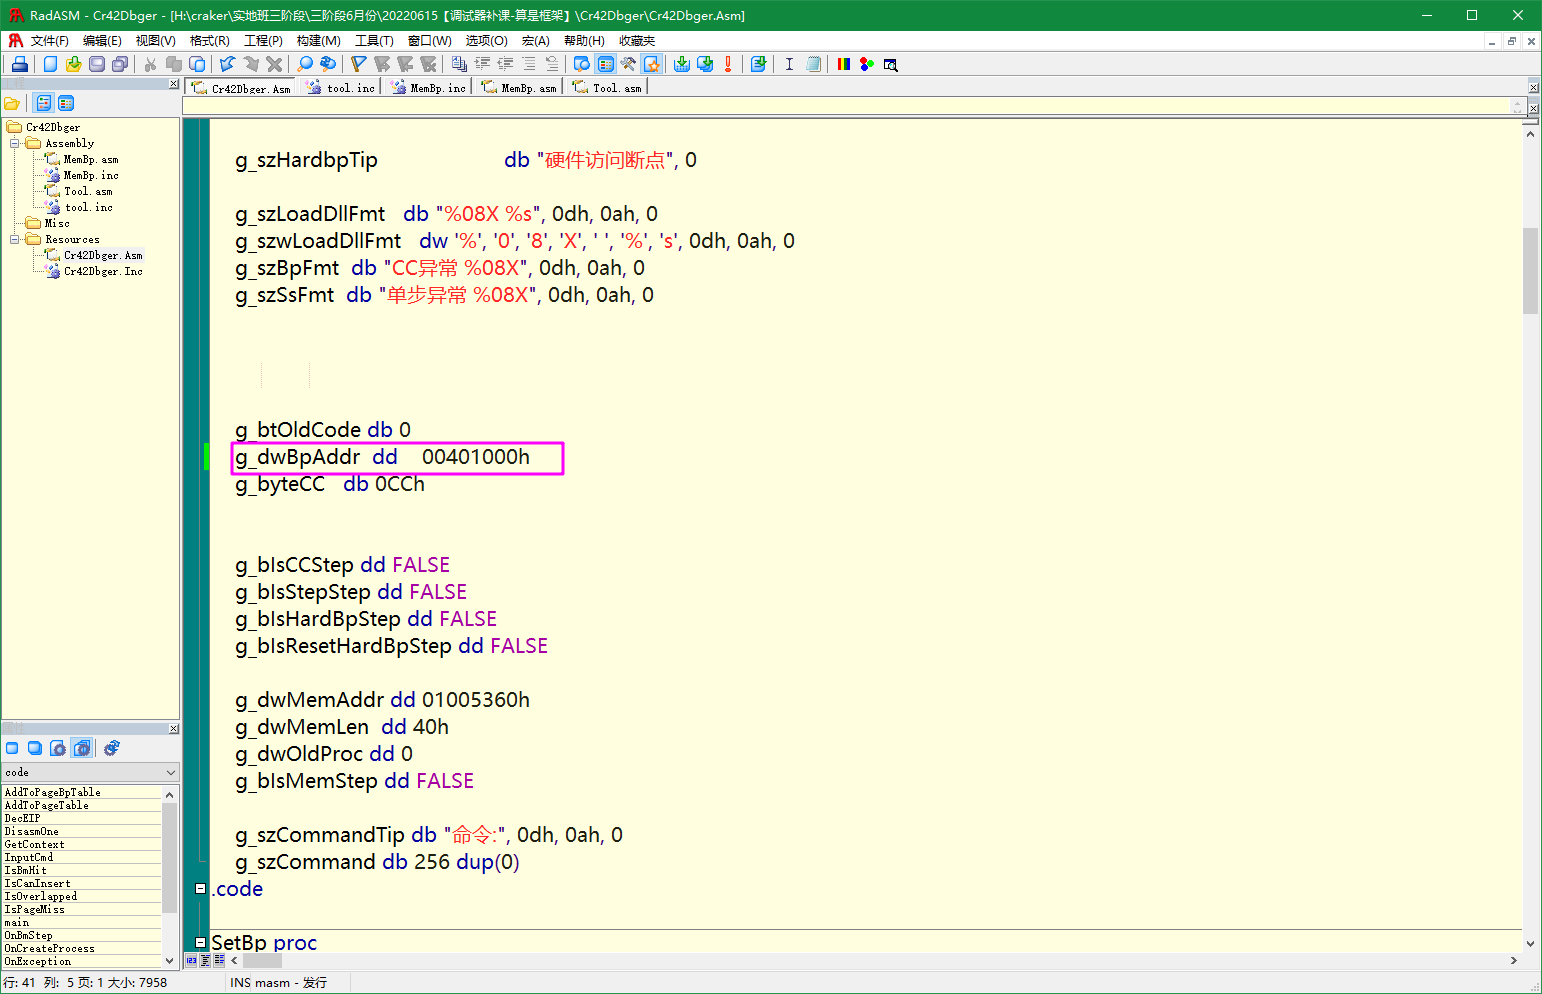 RadASM - Cr42Dbger - [H:\craker\实地班三阶段\三阶段6月份\20220615【调试器补课-算是框架】\Cr42Dbger\Cr42Dbger.Asm]
文件(F) 编辑(E) 视图(V) 格式(R) 工程(P) 构建(M) 工具(T) 窗口(W) 选项(O) 宏(A) 帮助(H) 收藏夹
Cr42Dbger.Asm tool.inc MemBp.inc MemBp.asm Tool.asm
Cr42Dbger
Assembly
MemBp.asm
MemBp.inc
Tool.asm
tool.inc
Misc
Resources
Cr42Dbger.Asm
Cr42Dbger.Inc
code
AddToPageBpTable
AddToPageTable
DecEIP
DisasmOne
GetContext
InputCmd
IsBmHit
IsCanInsert
IsOverlapped
IsPageMiss
main
OnBmStep
OnCreateProcess
OnException
g_szHardbpTip db "硬件访问断点", 0
g_szLoadDllFmt db "%08X %s", 0dh, 0ah, 0
g_szwLoadDllFmt dw '%', '0', '8', 'X', ' ', '%', 's', 0dh, 0ah, 0
g_szBpFmt db "CC异常 %08X", 0dh, 0ah, 0
g_szSsFmt db "单步异常 %08X", 0dh, 0ah, 0
g_btOldCode db 0
g_dwBpAddr dd 00401000h
g_byteCC db 0CCh
g_bIsCCStep dd FALSE
g_bIsStepStep dd FALSE
g_bIsHardBpStep dd FALSE
g_bIsResetHardBpStep dd FALSE
g_dwMemAddr dd 01005360h
g_dwMemLen dd 40h
g_dwOldProc dd 0
g_bIsMemStep dd FALSE
g_szCommandTip db "命令:", 0dh, 0ah, 0
g_szCommand db 256 dup(0)
.code
SetBp proc
行: 41 列: 5 页: 1 大小: 7958 INS masm - 发行